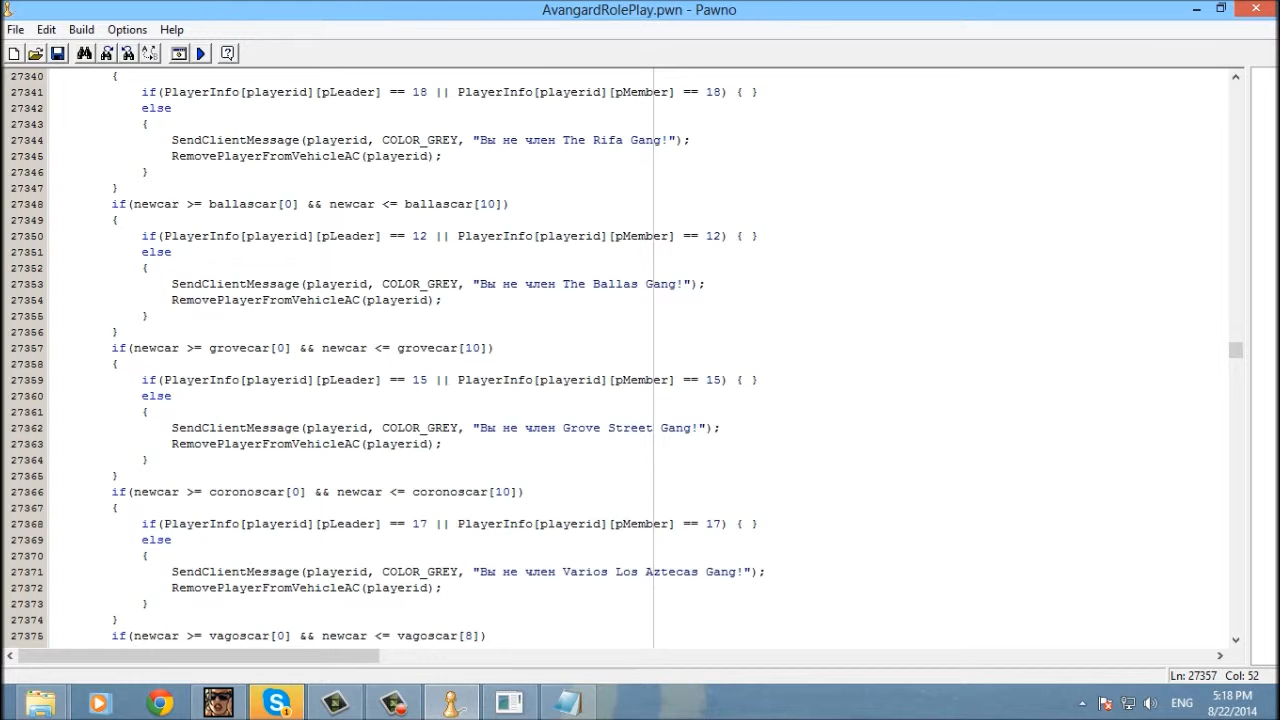 AvangardRolePlay.pwn - Pawno
File Edit Build Options Help
27340 {
27341 if(PlayerInfo[playerid][pLeader] == 18 || PlayerInfo[playerid][pMember] == 18) { }
27342 else
27343 {
27344 SendClientMessage(playerid, COLOR_GREY, "Вы не член The Rifa Gang!");
27345 RemovePlayerFromVehicleAC(playerid);
27346 }
27347 }
27348 if(newcar >= ballascar[0] && newcar <= ballascar[10])
27349 {
27350 if(PlayerInfo[playerid][pLeader] == 12 || PlayerInfo[playerid][pMember] == 12) { }
27351 else
27352 {
27353 SendClientMessage(playerid, COLOR_GREY, "Вы не член The Ballas Gang!");
27354 RemovePlayerFromVehicleAC(playerid);
27355 }
27356 }
27357 if(newcar >= grovecar[0] && newcar <= grovecar[10])
27358 {
27359 if(PlayerInfo[playerid][pLeader] == 15 || PlayerInfo[playerid][pMember] == 15) { }
27360 else
27361 {
27362 SendClientMessage(playerid, COLOR_GREY, "Вы не член Grove Street Gang!");
27363 RemovePlayerFromVehicleAC(playerid);
27364 }
27365 }
27366 if(newcar >= coronoscar[0] && newcar <= coronoscar[10])
27367 {
27368 if(PlayerInfo[playerid][pLeader] == 17 || PlayerInfo[playerid][pMember] == 17) { }
27369 else
27370 {
27371 SendClientMessage(playerid, COLOR_GREY, "Вы не член Varios Los Aztecas Gang!");
27372 RemovePlayerFromVehicleAC(playerid);
27373 }
27374 }
27375 if(newcar >= vagoscar[0] && newcar <= vagoscar[8])
Ln: 27357 Col: 52
ENG
5:18 PM
8/22/2014